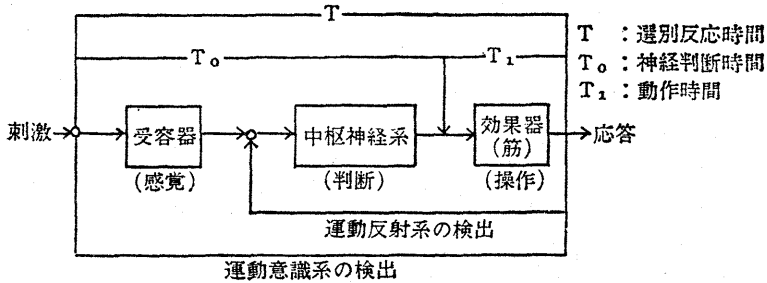 T
T :選別反応時間
T₀:神経判断時間
T₁:動作時間
T₀
T₁
刺激
受容器
中枢神経系
効果器
(筋)
応答
(感覚)
(判断)
(操作)
運動反射系の検出
運動意識系の検出